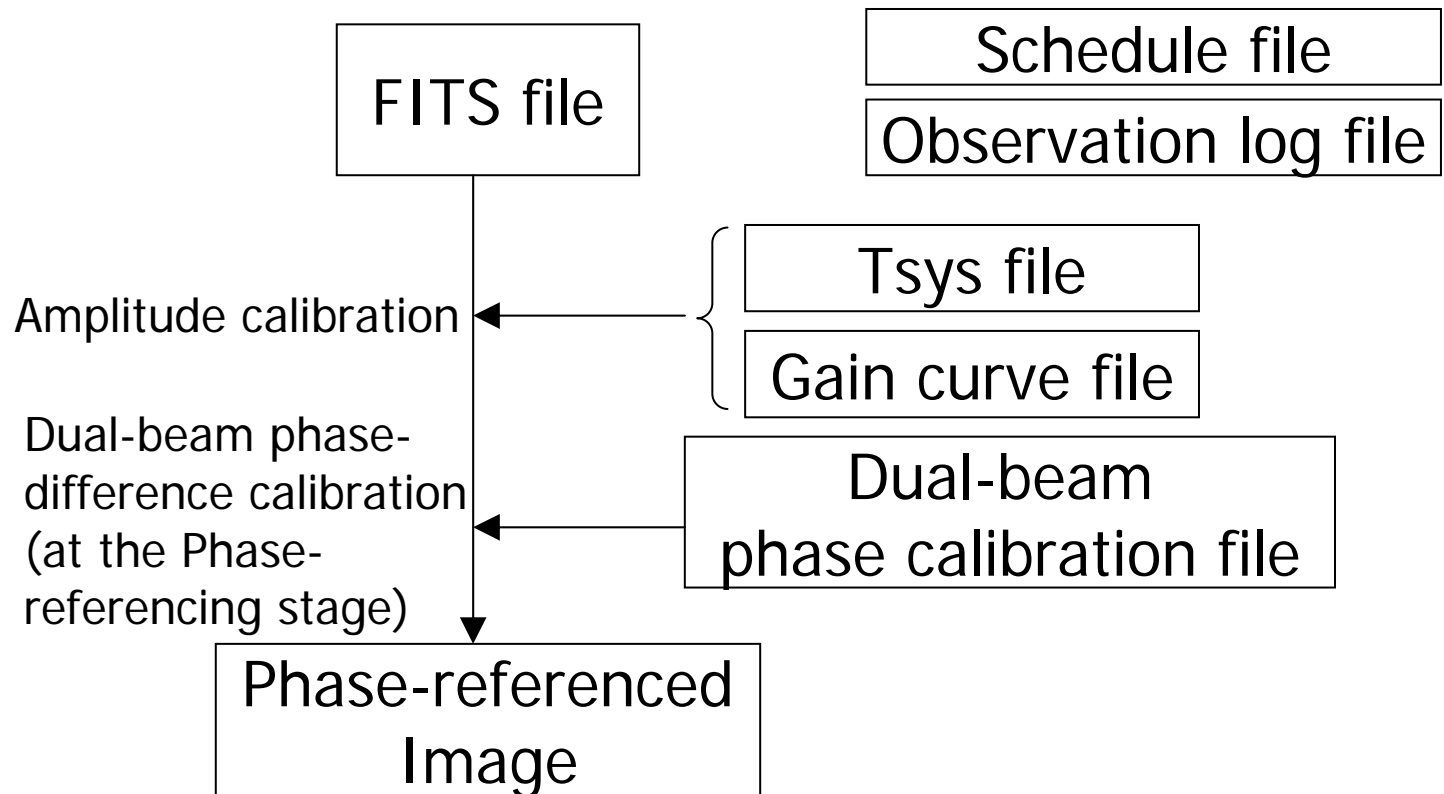 FITS file
Schedule file
Observation log file
Tsys file
Amplitude calibration
Gain curve file
Dual-beam phase-
difference calibration
(at the Phase-
referencing stage)
Dual-beam
phase calibration file
Phase-referenced
Image